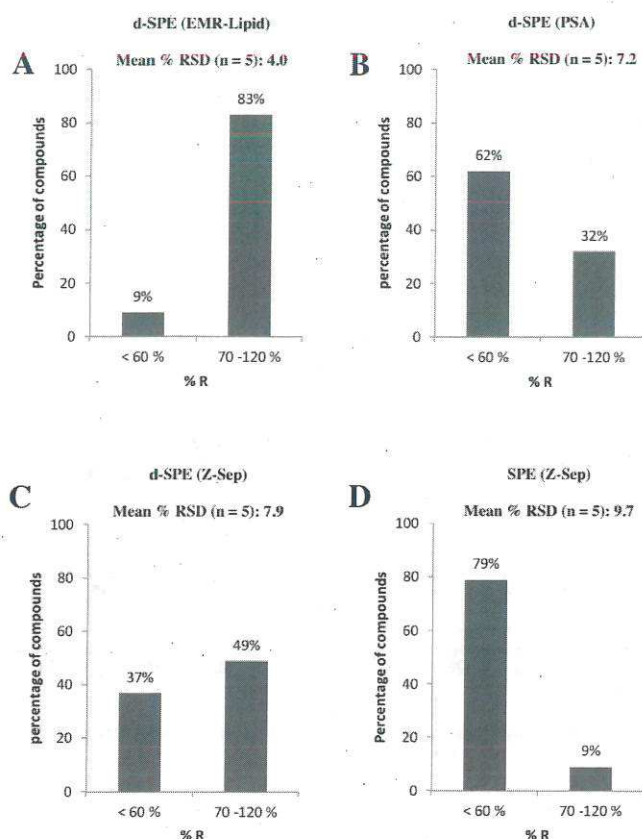 d-SPE (EMR-Lipid)
A
Mean % RSD (n = 5): 4.0
Percentage of compounds
100
80
60
40
20
0
9%
83%
< 60 %
70 -120 %
% R
d-SPE (PSA)
B
Mean % RSD (n = 5): 7.2
percentage of compounds
100
80
60
40
20
0
62%
32%
< 60 %
70 -120 %
% R
d-SPE (Z-Sep)
C
Mean % RSD (n = 5): 7.9
percentage of compounds
100
80
60
40
20
0
37%
49%
< 60 %
70 -120 %
% R
SPE (Z-Sep)
D
Mean % RSD (n = 5): 9.7
Percentage of compounds
100
80
60
40
20
0
79%
9%
< 60 %
70 -120 %
% R